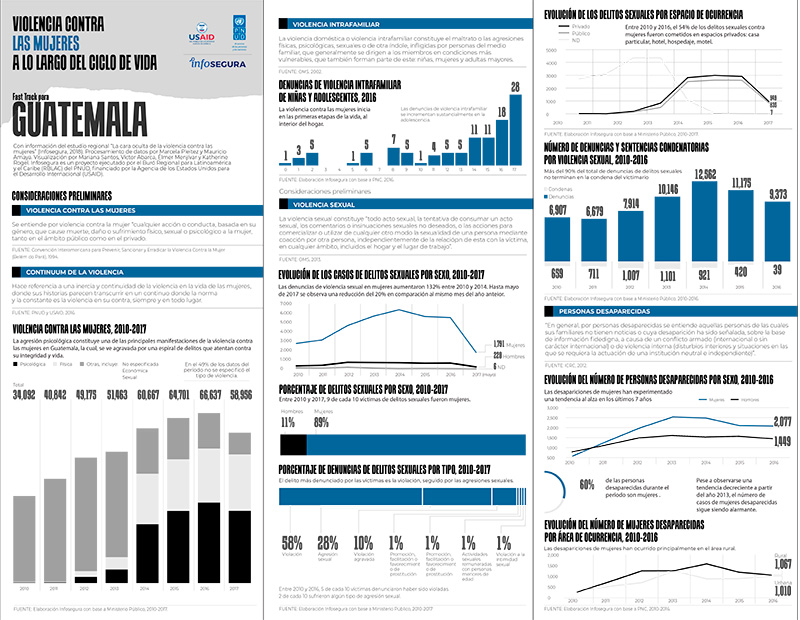 VIOLENCIA CONTRA
LAS MUJERES
A LO LARGO DEL CICLO DE VIDA
USAID
infoSEGURA
Fast Track para
GUATEMALA
Con información del estudio regional "La cara oculta de la violencia contra las
mujeres" (Infosegura, 2018). Procesamiento de datos por Marcela Pleitez y Mauricio
Amaya. Visualización por Mariana Santos, Víctor Abarca, Elmer Menjívar y Katherine
Rogel. Infosegura es un proyecto ejecutado por el Buró Regional para Latinoamérica
y el Caribe (RBLAC) del PNUD; financiado por la Agencia de los Estados Unidos para
el Desarrollo Internacional (USAID).
CONSIDERACIONES PRELIMINARES
VIOLENCIA CONTRA LAS MUJERES
Se entiende por violencia contra la mujer "cualquier acción o conducta, basada en su
género, que cause muerte, daño o sufrimiento físico, sexual o psicológico a la mujer,
tanto en el ámbito público como en el privado.
FUENTE: Convención Interamericana para Prevenir, Sancionar y Erradicar la Violencia Contra la Mujer
(Belém do Pará), 1994.
CONTINUUM DE LA VIOLENCIA
Hace referencia a una inercia y continuidad de la violencia en la vida de las mujeres,
donde sus historias parecen transcurrir en un continuo donde la norma
y la constante es la violencia en su contra, siempre y en todo lugar.
FUENTE: PNUD y USAID, 2016.
VIOLENCIA CONTRA LAS MUJERES, 2010-2017
La agresión psicológica constituye una de las principales manifestaciones de la violencia contra
las mujeres en Guatemala, la cual, se ve agravada por una espiral de delitos que atentan contra
su integridad y vida.
Psicológica Física Otras, incluye: No especificada
Económica
Sexual
En el 49% de los datos del
período no se especificó el
tipo de violencia.
Total
34,092 40,842 49,175 51,463 60,667 64,701 66,637 58,956
2010 2011 2012 2013 2014 2015 2016 2017
FUENTE: Elaboración Infosegura con base a Ministerio Público, 2010-2017.
VIOLENCIA INTRAFAMILIAR
La violencia doméstica o violencia intrafamiliar constituye el maltrato o las agresiones
físicas, psicológicas, sexuales o de otra índole, infligidas por personas del medio
familiar, que generalmente se dirigen a los miembros en condiciones más
vulnerables, que también forman parte de este: niñas, mujeres y adultas mayores.
FUENTE: OMS, 2002.
DENUNCIAS DE VIOLENCIA INTRAFAMILIAR
DE NIÑAS Y ADOLESCENTES, 2016
La violencia contra las mujeres inicia
en las primeras etapas de la vida, al
interior del hogar.
Las denuncias de violencia intrafamiliar
se incrementan sustancialmente en la
adolescencia.
1 3 5 5 8 7 5 4 5 5 11 11 16 28
0 1 2 3 4 5 6 7 8 9 10 11 12 13 14 15 16 17
FUENTE: Elaboración Infosegura con base a PNC, 2016.
Consideraciones preliminares.
VIOLENCIA SEXUAL
La violencia sexual constituye "todo acto sexual, la tentativa de consumar un acto
sexual, los comentarios o insinuaciones sexuales no deseados, o las acciones para
comercializar o utilizar de cualquier otro modo la sexualidad de una persona mediante
coacción por otra persona, independientemente de la relación de esta con la víctima,
en cualquier ámbito, incluidos el hogar y el lugar de trabajo".
FUENTE: OMS, 2013.
EVOLUCIÓN DE LOS CASOS DE DELITOS SEXUALES POR SEXO, 2010-2017
Las denuncias de violencia sexual en mujeres aumentaron 132% entre 2010 y 2014. Hasta mayo
de 2017 se observa una reducción del 20% en comparación al mismo mes del año anterior.
7,000
6,000
5,000
4,000
3,000
2,000
1,000
0
1,791 Mujeres
220 Hombres
6 ND
2010 2011 2012 2013 2014 2015 2016 2017 (mayo)
PORCENTAJE DE DELITOS SEXUALES POR SEXO, 2010-2017
Entre 2010 y 2017, 9 de cada 10 víctimas de delitos sexuales fueron mujeres.
Hombres Mujeres
11% 89%
PORCENTAJE DE DENUNCIAS DE DELITOS SEXUALES POR TIPO, 2010-2017
El delito más denunciado por las víctimas es la violación, seguido por las agresiones sexuales.
58% 28% 10% 1% 1% 1% 1%
Violación
Agresión
sexual
Violación
agravada
Promoción,
facilitación o
favorecimient
o de
prostitución.
Promoción,
facilitación o
favorecimient
o de
prostitución.
Actividades
sexuales
remuneradas
con personas
menores de
edad
Violación a la
intimidad
sexual
Entre 2010 y 2016, 5 de cada 10 víctimas denunciaron haber sido violadas.
2 de cada 10 sufrieron algún tipo de agresión sexual.
FUENTE: Elaboración Infosegura con base a Ministerio Público, 2010-2017.
EVOLUCIÓN DE LOS DELITOS SEXUALES POR ESPACIO DE OCURRENCIA
Privado
Público
ND
Entre 2010 y 2016, el 54% de los delitos sexuales contra
mujeres fueron cometidos en espacios privados: casa
particular, hotel, hospedaje, motel.
5000
4000
3000
2000
1000
0
2010 2011 2012 2013 2014 2015 2016 2017
FUENTE: Elaboración Infosegura con base a Ministerio Público, 2010-2017.
NÚMERO DE DENUNCIAS Y SENTENCIAS CONDENATORIAS
POR VIOLENCIA SEXUAL, 2010-2016
Más del 90% del total de denuncias de delitos sexuales
no terminan en la condena del victimario
Condenas
Denuncias
6,907 6,679 7,914 10,146 12,562 11,175 9,373
659 711 1,007 1,101 921 420 39
2010 2011 2012 2013 2014 2015 2016
FUENTE: Elaboración Infosegura con base a Ministerio Público, 2010-2016.
PERSONAS DESAPARECIDAS
"En general, por personas desaparecidas se entiende aquellas personas de las cuales
sus familiares no tienen noticias o cuya desaparición ha sido señalada, sobre la base
de información fidedigna, a causa de un conflicto armado (internacional o sin
carácter internacional) o de violencia interna (disturbios interiores y situaciones en las
que se requiera la actuación de una institución neutral e independiente)".
FUENTE: ICRC, 2012.
EVOLUCIÓN DEL NÚMERO DE PERSONAS DESAPARECIDAS POR SEXO, 2010-2016
Las desapariciones de mujeres han experimentado
una tendencia al alza en los últimos 7 años
Mujeres Hombres
3,000
2,500
2,000
1,500
1,000
500
2,077
1,449
2010 2011 2012 2013 2014 2015 2016
60%
de las personas
desaparecidas durante el
período son mujeres.
Pese a observarse una
tendencia decreciente a partir
del año 2013, el número de
casos de mujeres desaparecidas
sigue siendo alarmante.
EVOLUCIÓN DEL NÚMERO DE MUJERES DESAPARECIDAS
POR ÁREA DE OCURRENCIA, 2010-2016
Las desapariciones de mujeres han ocurrido principalmente en el área rural.
2,000
1,500
1,000
500
0
Rural
1,067
Urbana
1,010
2010 2011 2012 2013 2014 2015 2016
FUENTE: Elaboración Infosegura con base a PNC, 2010-2016.